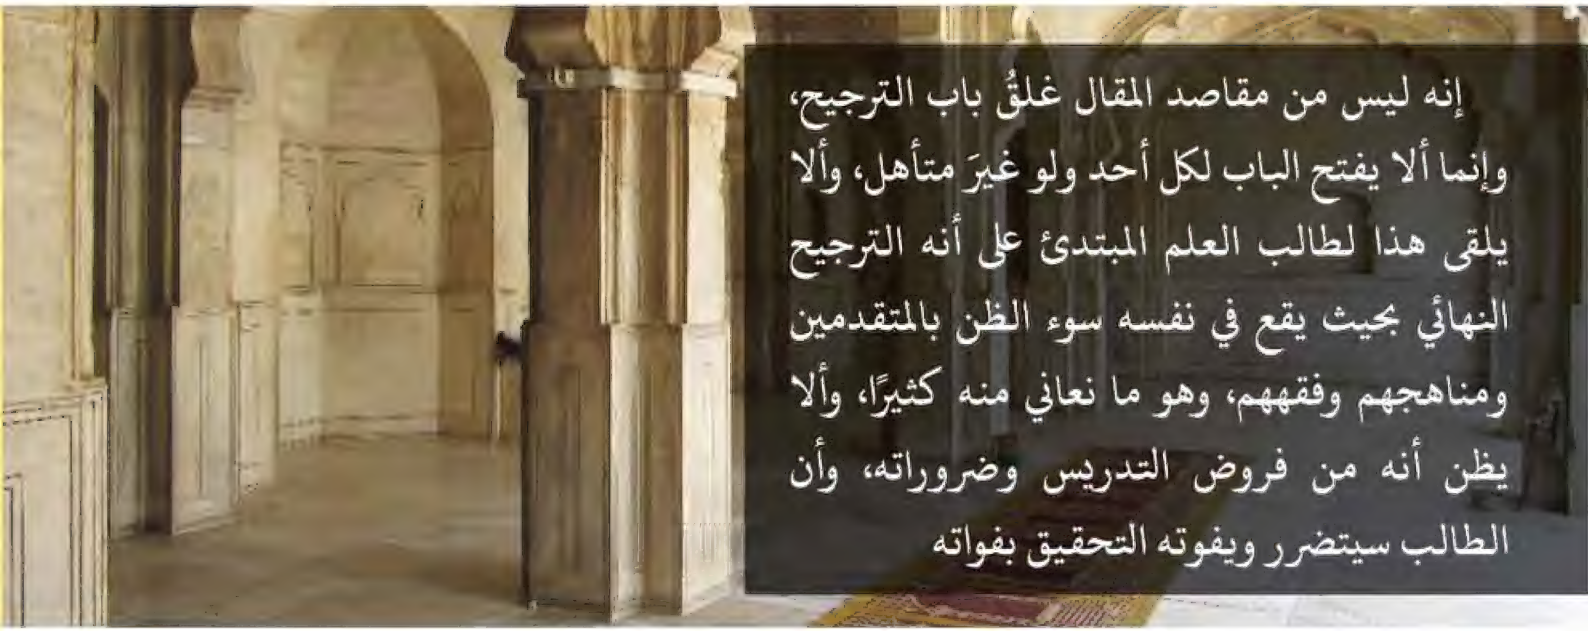 إنه ليس من مقاصد المقال غلقُ باب الترجيح،
وإنما ألا يفتح الباب لكل أحد ولو غيرَ متأهل، وألا
يلقى هذا لطالب العلم المبتدئ على أنه الترجيح
النهائي بحيث يقع في نفسه سوء الظن بالمتقدمين
ومناهجهم وفقههم، وهو ما نعاني منه كثيرًا، وألا
يظن أنه من فروض التدريس وضروراته، وأن
الطالب سيتضرر ويفوته التحقيق بفواته